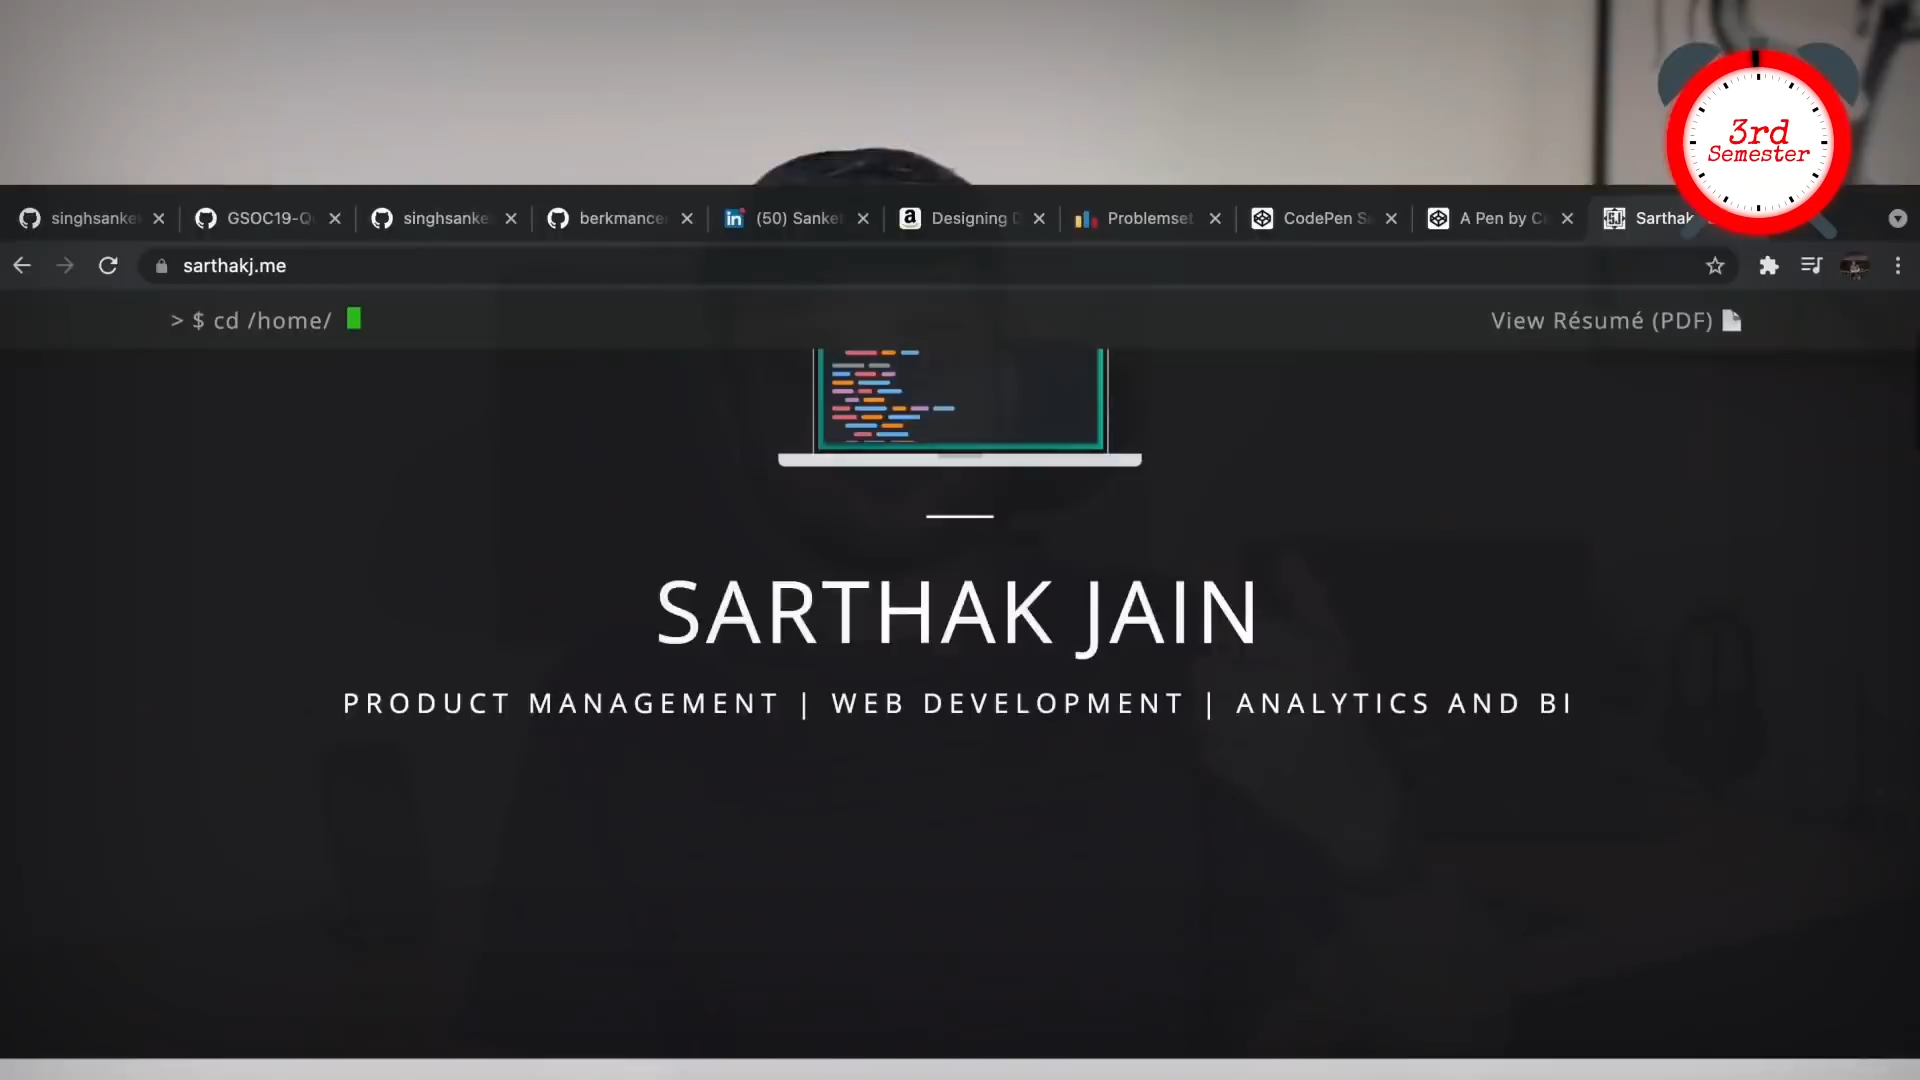 3rd
Semester
singhsanke
GSOC19-Q
singhsanke
berkmance
(50) Sanket
Designing D
Problemset
CodePen S
A Pen by C
Sarthak
sarthakj.me
> $ cd /home/
View Résumé (PDF)
SARTHAK JAIN
PRODUCT MANAGEMENT | WEB DEVELOPMENT | ANALYTICS AND BI